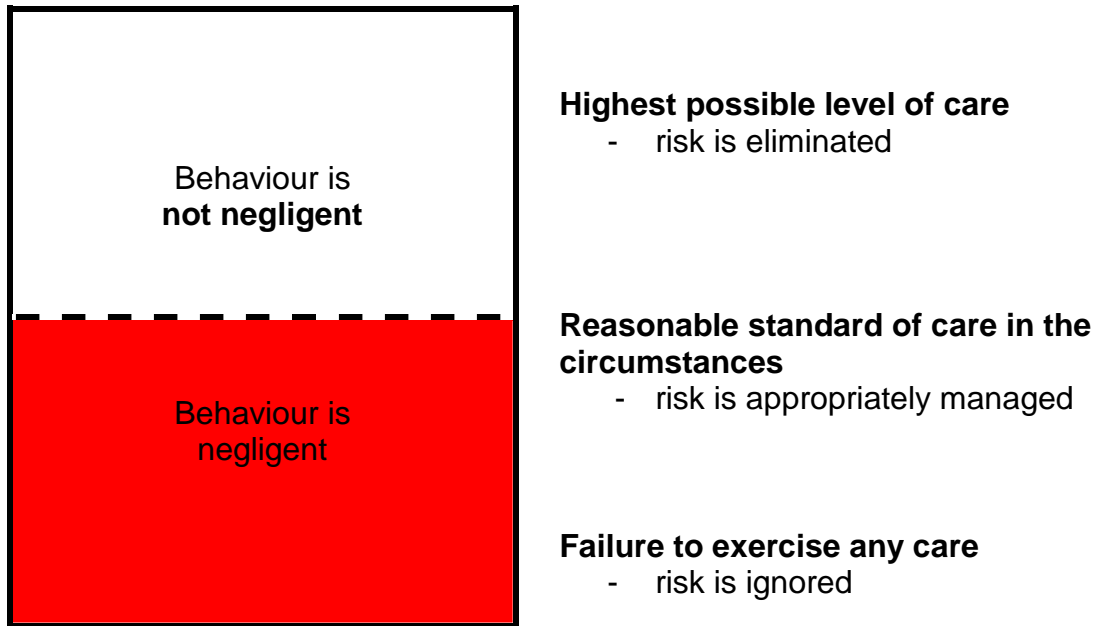 Highest possible level of care
- risk is eliminated
Behaviour is
not negligent
Reasonable standard of care in the
circumstances
- risk is appropriately managed
Behaviour is
negligent
Failure to exercise any care
- risk is ignored